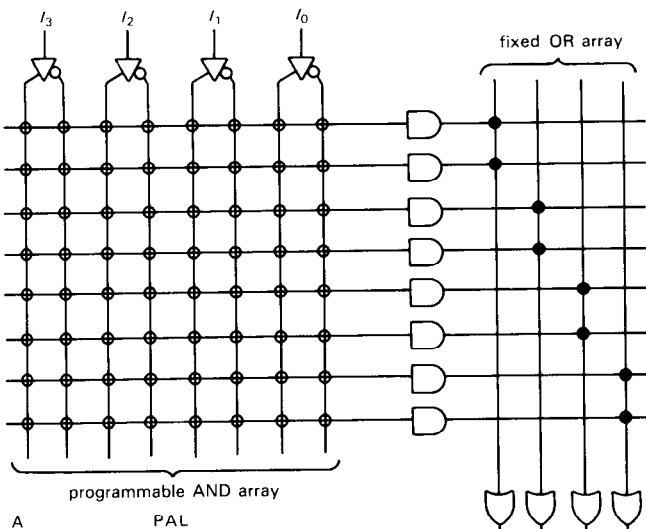 I3 I2 I1 I0
fixed OR array
programmable AND array
A PAL